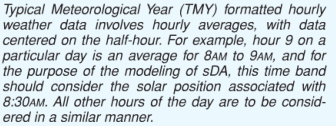 Typical Meteorological Year (TMY) formatted hourly
weather data involves hourly averages, with data
centered on the half-hour. For example, hour 9 on a
particular day is an average for 8AM to 9AM, and for
the purpose of the modeling of sDA, this time band
should consider the solar position associated with
8:30AM. All other hours of the day are to be consid-
ered in a similar manner.